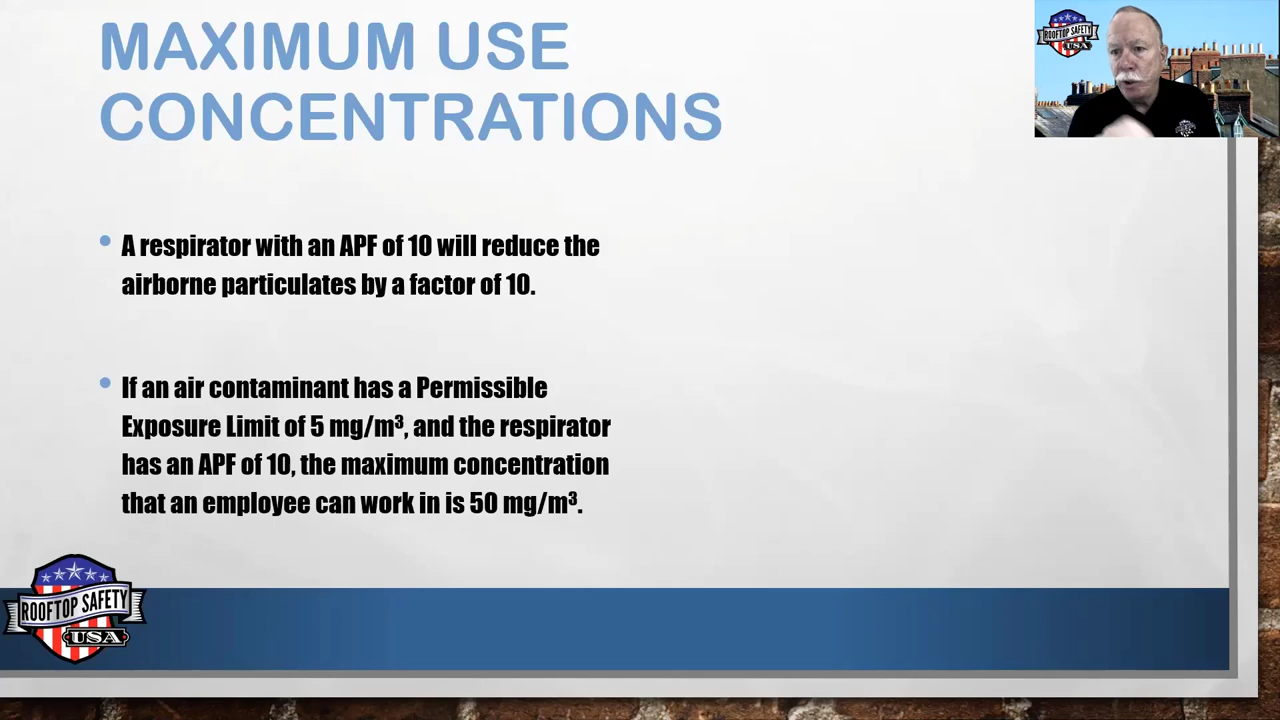 MAXIMUM USE
CONCENTRATIONS
ROOFTOP SAFETY
USA
A respirator with an APF of 10 will reduce the
airborne particulates by a factor of 10.
If an air contaminant has a Permissible
Exposure Limit of 5 mg/m³, and the respirator
has an APF of 10, the maximum concentration
that an employee can work in is 50 mg/m³.
ROOFTOP SAFETY
USA